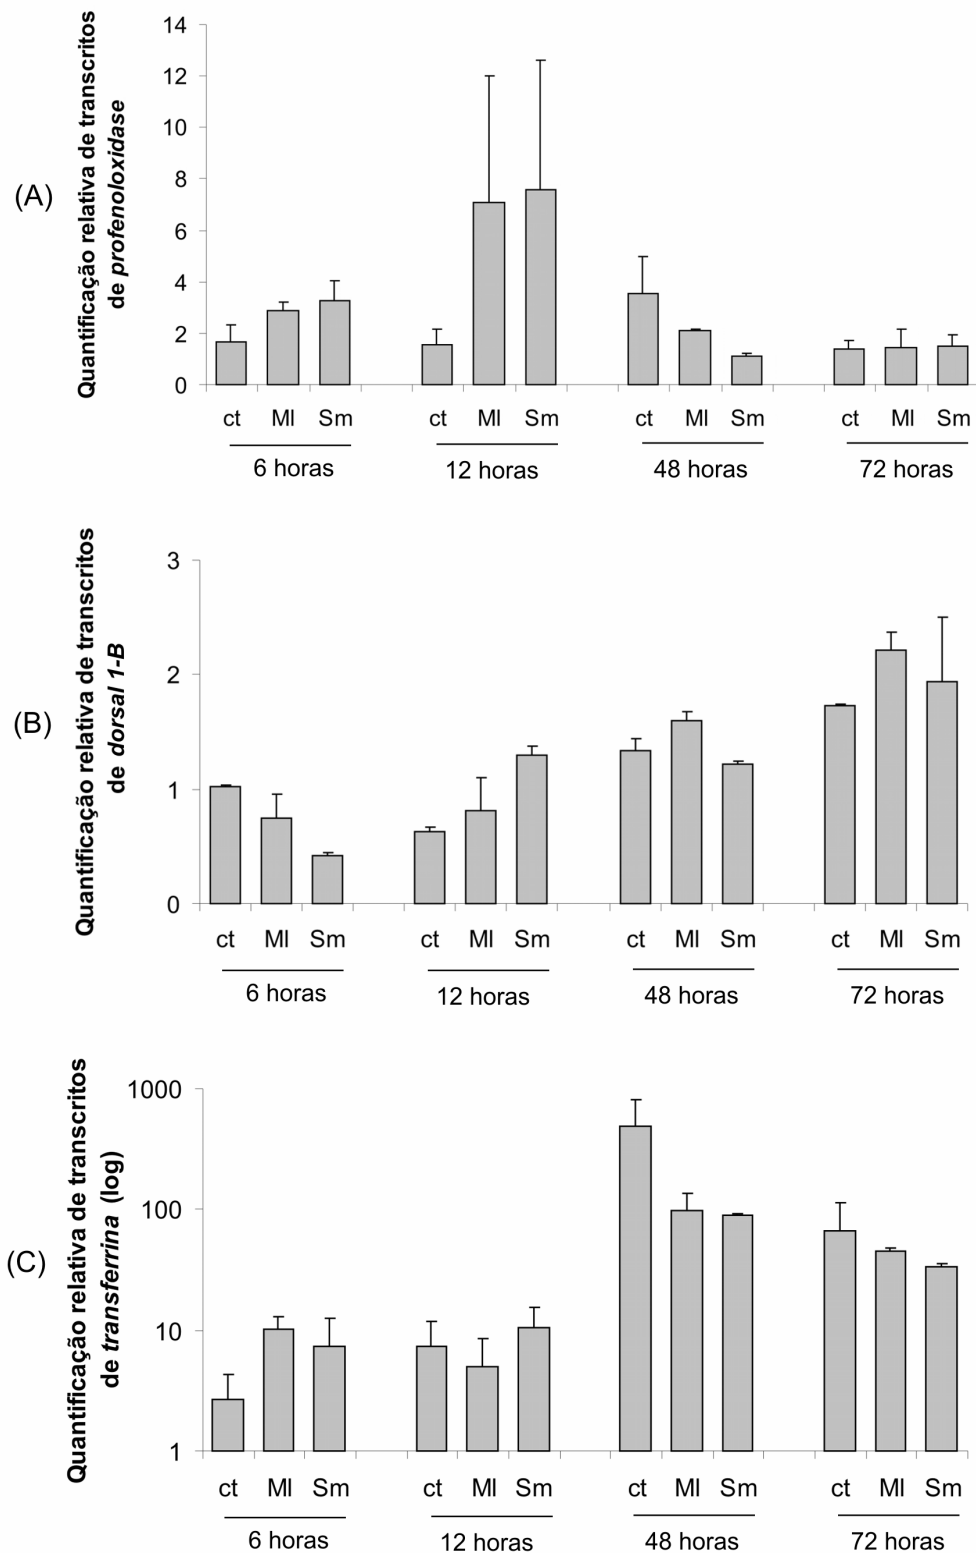 (A)
Quantificação relativa de transcritos
de profenoloxidase
14
12
10
8
6
4
2
0
ct Ml Sm ct Ml Sm ct Ml Sm ct Ml Sm
6 horas 12 horas 48 horas 72 horas
(B)
Quantificação relativa de transcritos
de dorsal 1-B
3
2
1
0
ct Ml Sm ct Ml Sm ct Ml Sm ct Ml Sm
6 horas 12 horas 48 horas 72 horas
(C)
Quantificação relativa de transcritos
de transferrina (log)
1000
100
10
1
ct Ml Sm ct Ml Sm ct Ml Sm ct Ml Sm
6 horas 12 horas 48 horas 72 horas